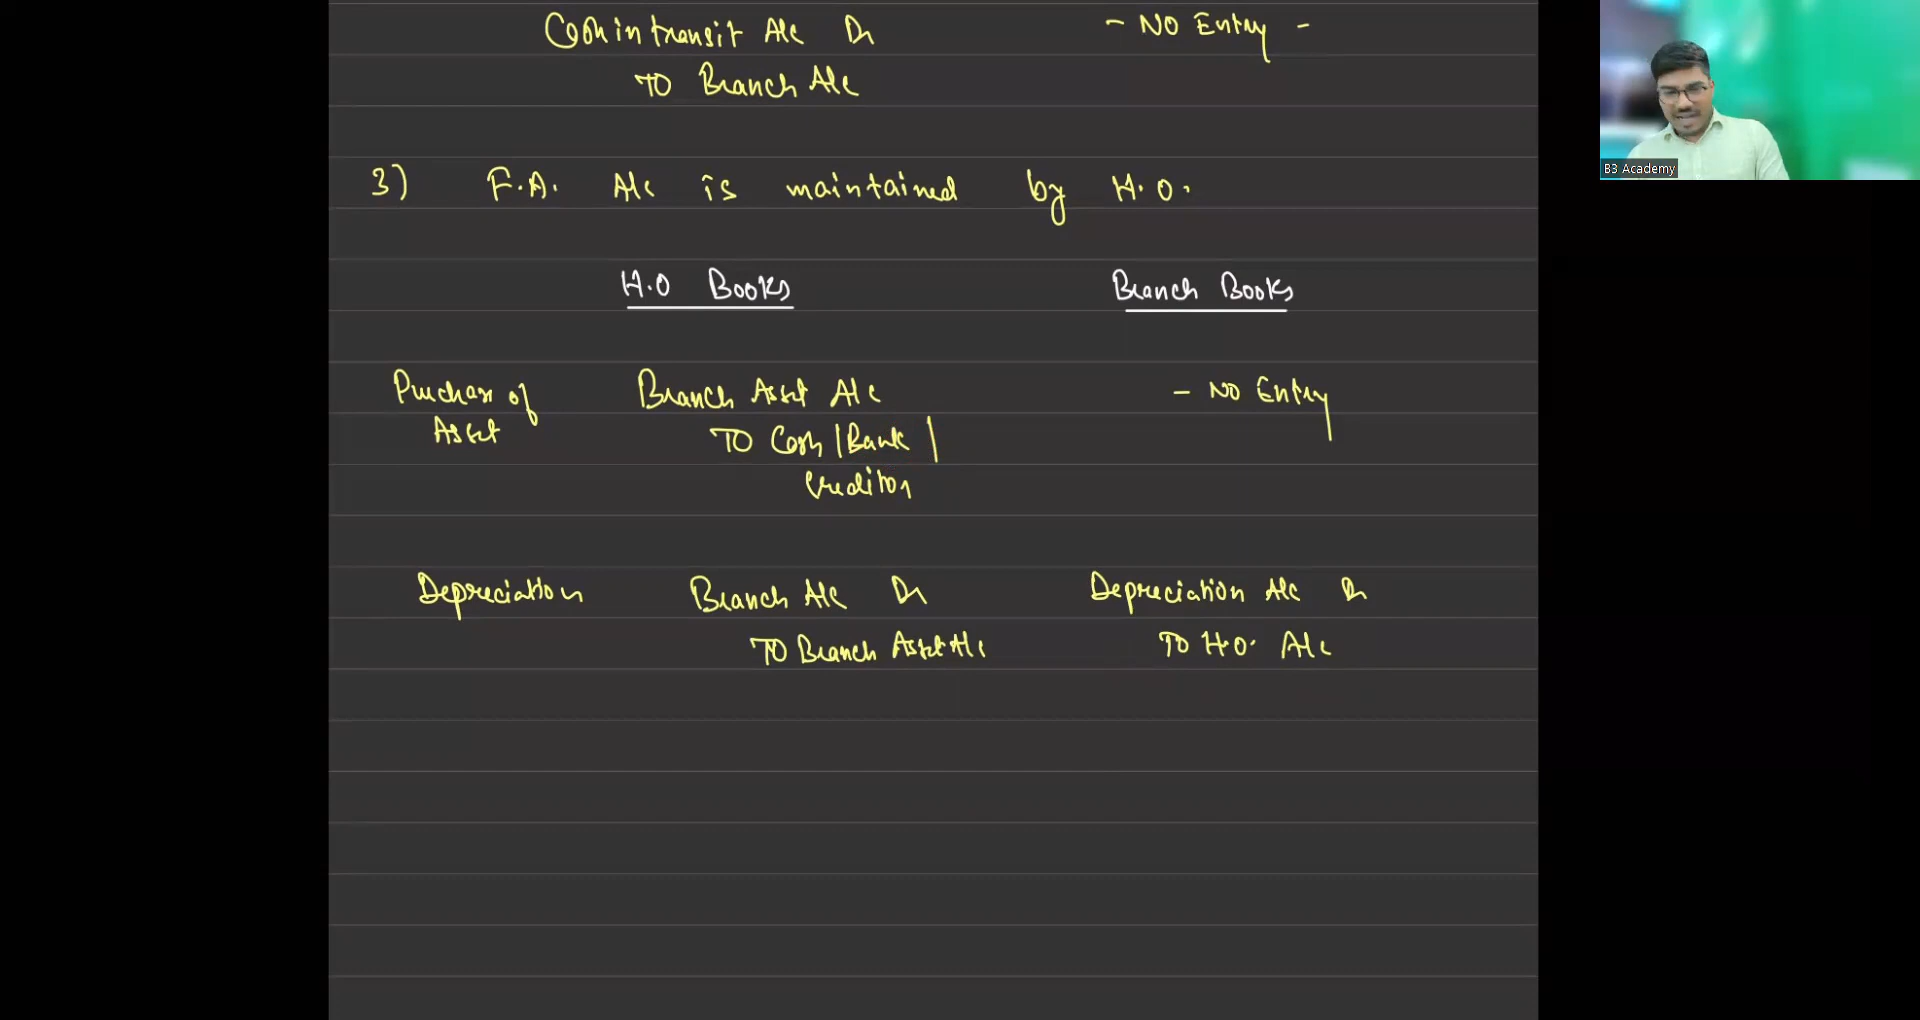 Cash in transit A/c Dr - NO Entry -
TO Branch A/c
B3 Academy
3) F.A. A/c is maintained by H.O.
H.O Books Branch Books
Purchase of Branch Asset A/c - NO Entry
Asset TO Cash | Bank |
Creditors
Depreciation Branch A/c Dr Depreciation A/c Dr
TO Branch Asset A/c TO H.O. A/c